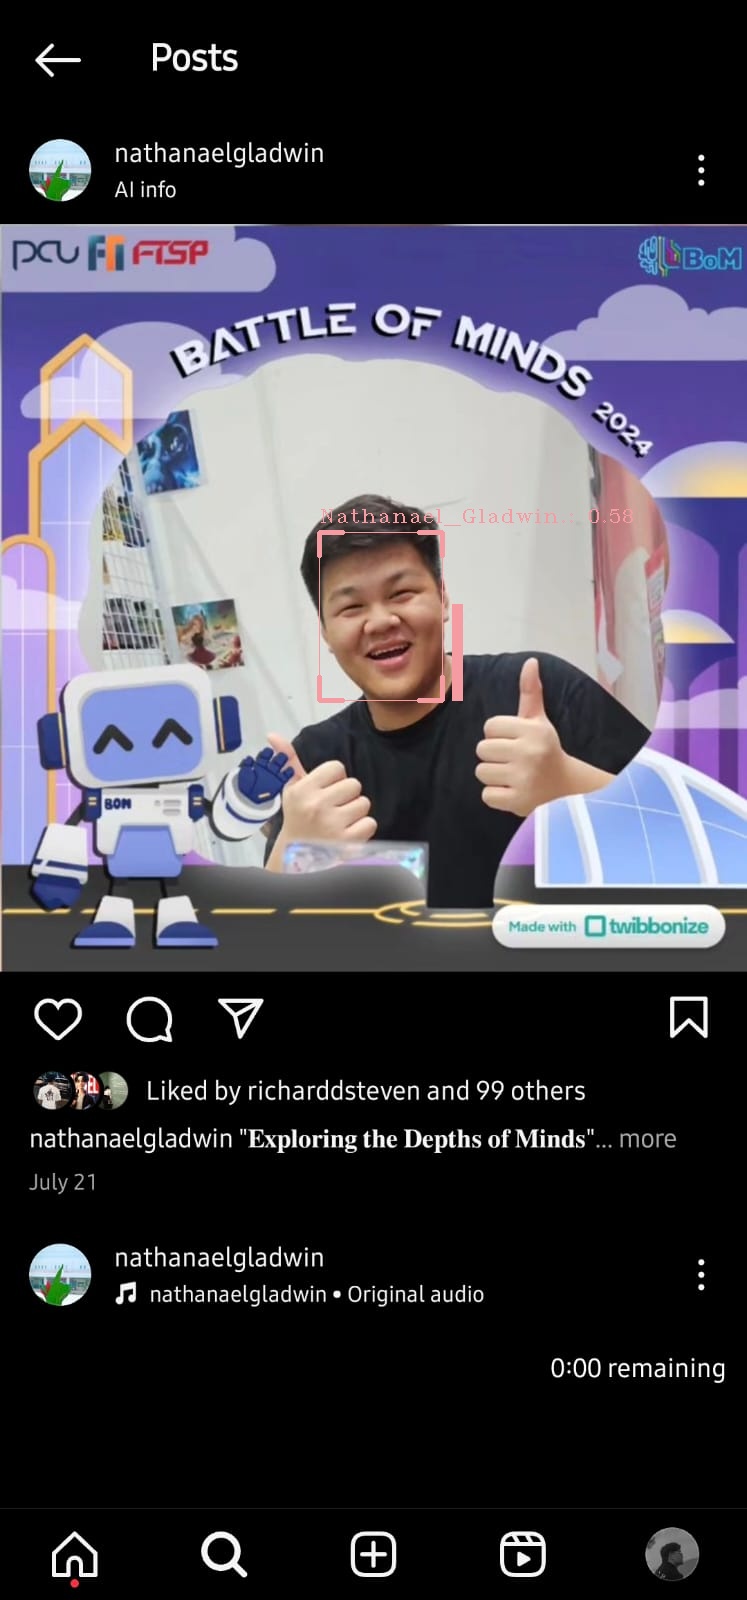 Posts
nathanaelgladwin
AI info
PCU FTI FTSP
BoM
BATTLE OF MINDS 2024
Nathanael_Gladwin : 0.58
BOM
Made with twibbonize
Liked by richarddsteven and 99 others
nathanaelgladwin "Exploring the Depths of Minds"... more
July 21
nathanaelgladwin
nathanaelgladwin • Original audio
0:00 remaining